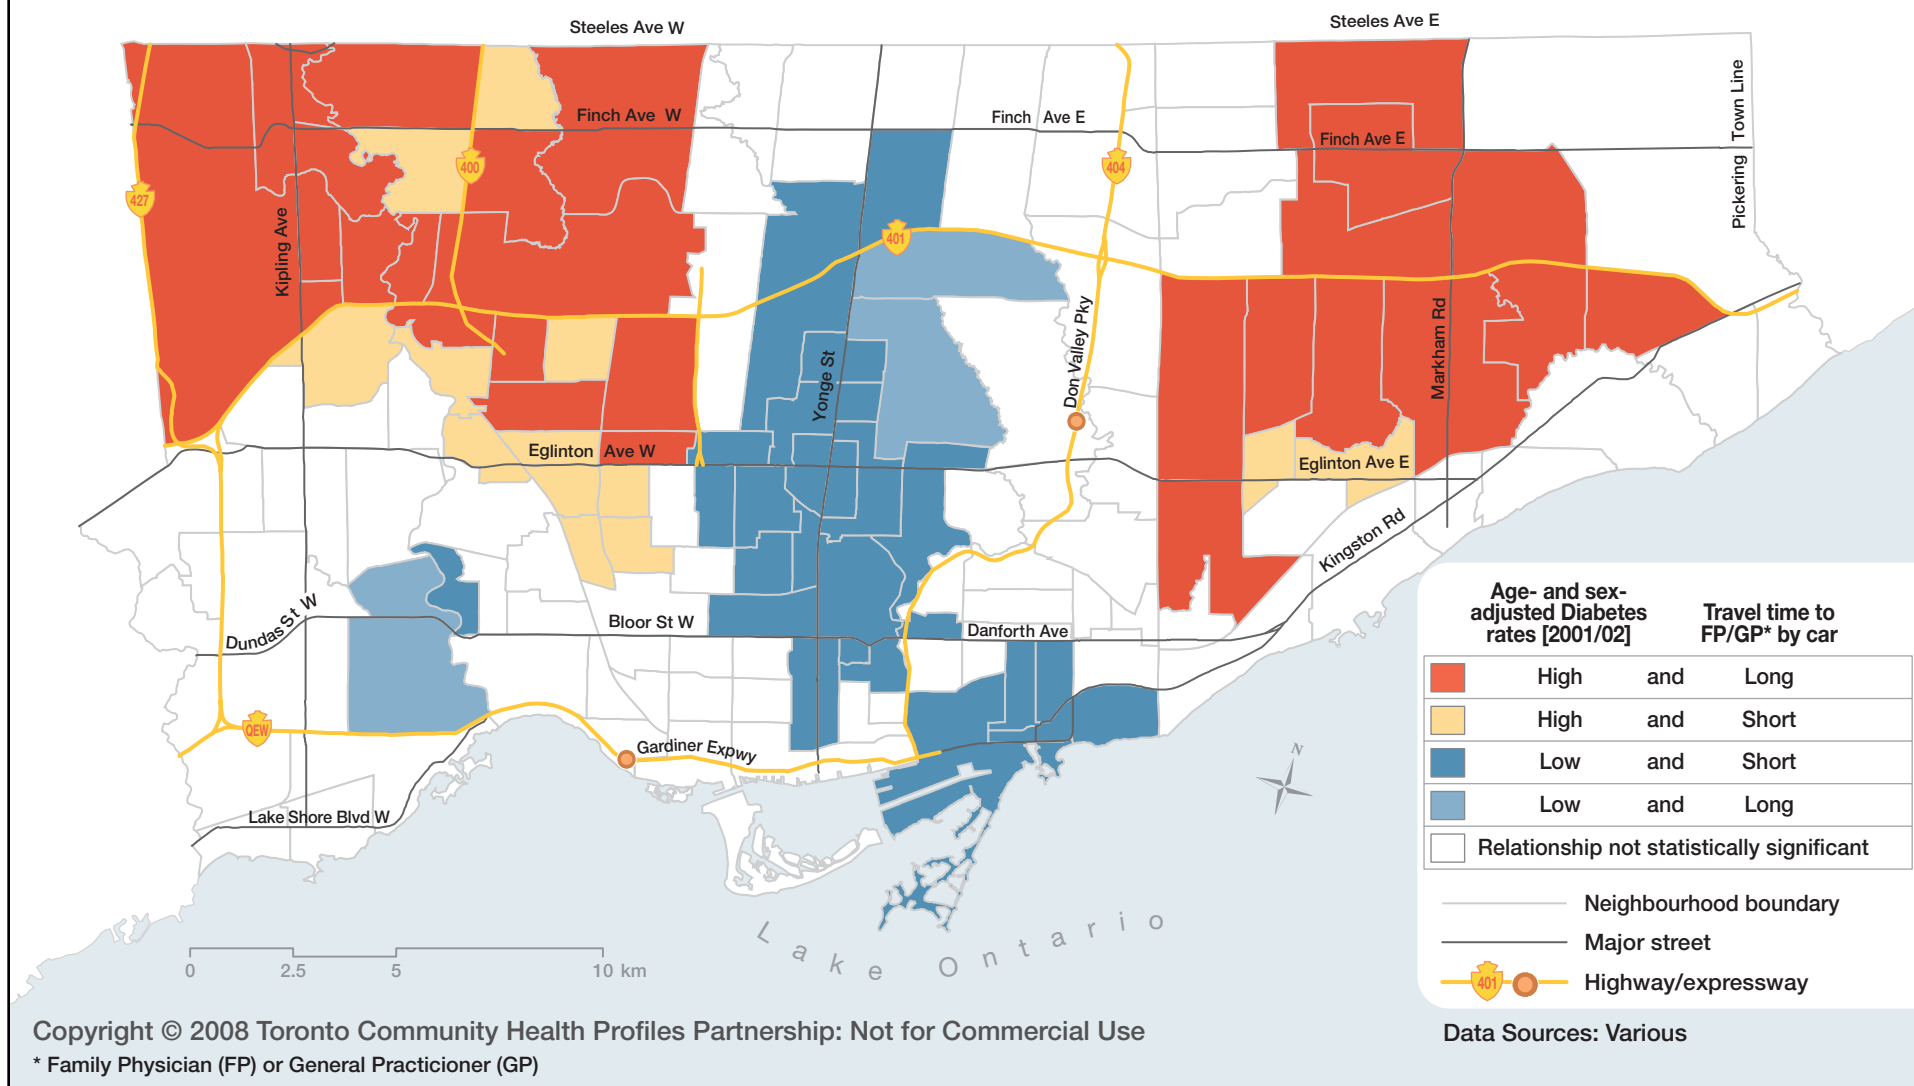 Steeles Ave W
Steeles Ave E
Finch Ave W
Finch Ave E
Finch Ave E
Pickering Town Line
427
400
404
401
Kipling Ave
Yonge St
Don Valley Pky
Markham Rd
Eglinton Ave W
Eglinton Ave E
Kingston Rd
Dundas St W
Bloor St W
Danforth Ave
QEW
Gardiner Expwy
Lake Shore Blvd W
N
Lake Ontario
0 2.5 5 10 km
Age- and sex-
adjusted Diabetes
rates [2001/02]
Travel time to
FP/GP* by car
High and Long
High and Short
Low and Short
Low and Long
Relationship not statistically significant
Neighbourhood boundary
Major street
401 Highway/expressway
Copyright © 2008 Toronto Community Health Profiles Partnership: Not for Commercial Use
Data Sources: Various
* Family Physician (FP) or General Practicioner (GP)